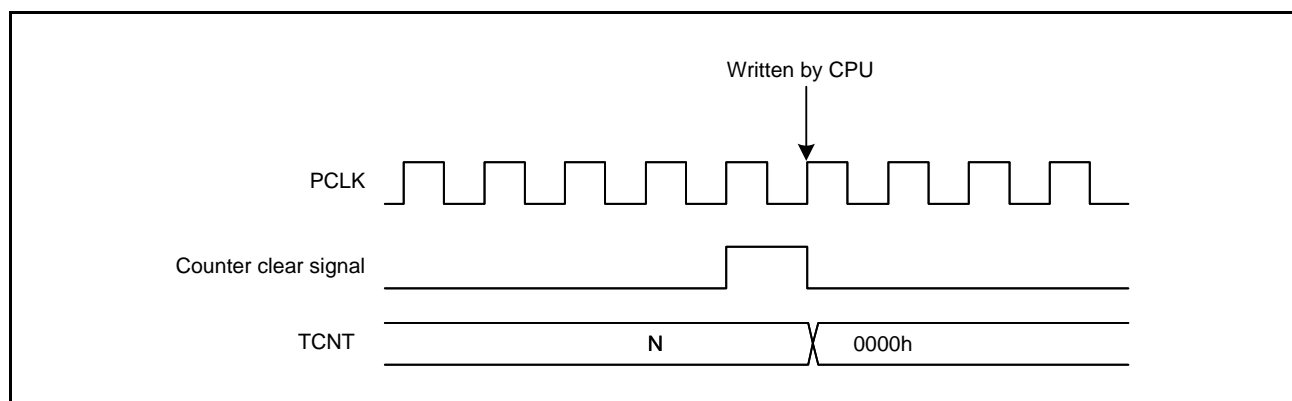 Written by CPU
PCLK
Counter clear signal
TCNT
N
0000h